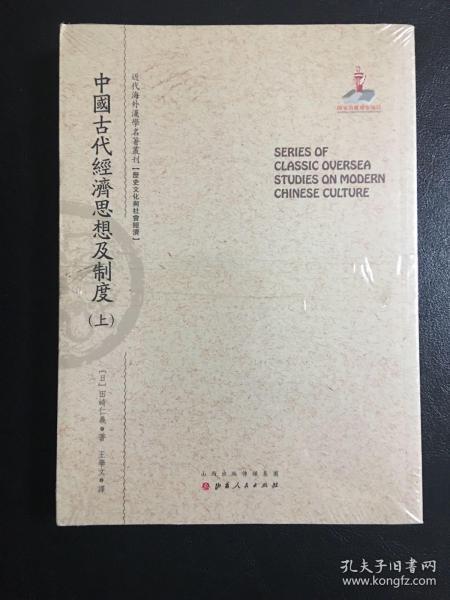 中國古代經濟思想及制度
(上)
[日]田崎仁義·著 王學文·譯
近代海外漢學名著叢刊【歷史文化與社會經濟】
SERIES OF
CLASSIC OVERSEA
STUDIES ON MODERN
CHINESE CULTURE
山西出版傳媒集團
山西人民出版社
孔夫子旧书网
www.kongfz.com